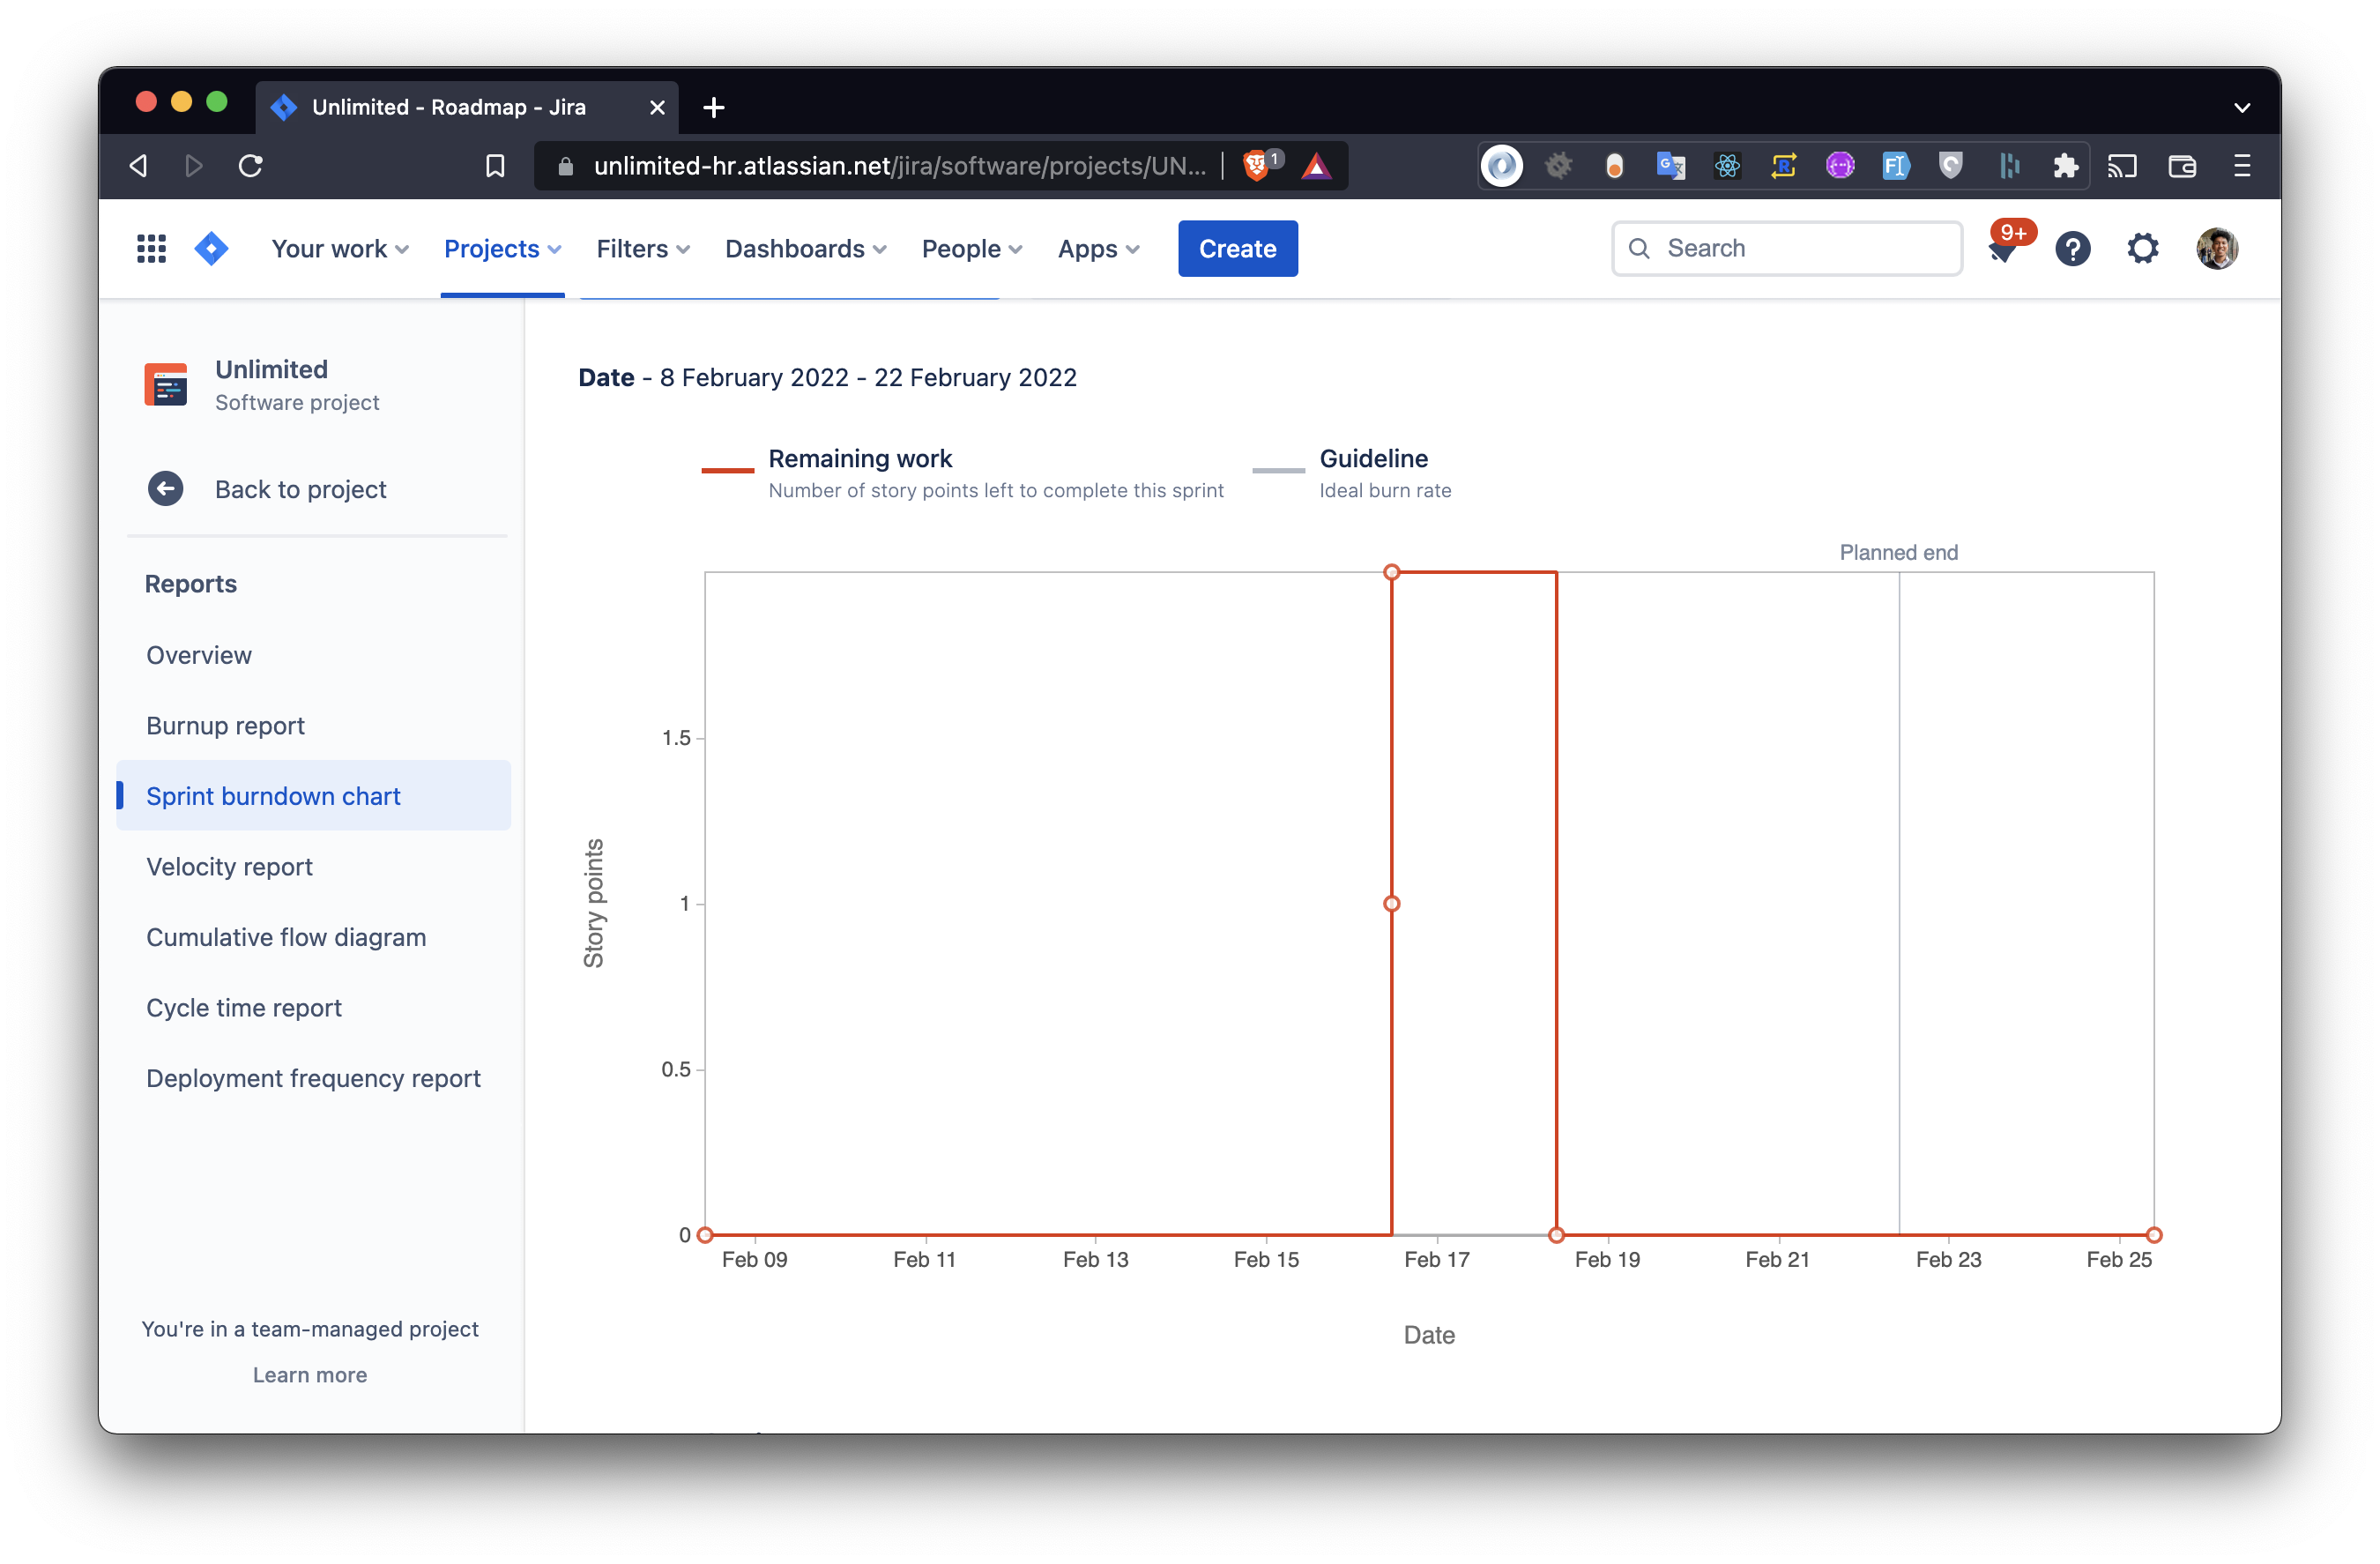 Unlimited - Roadmap - Jira
unlimited-hr.atlassian.net/jira/software/projects/UN...
1
Your work
Projects
Filters
Dashboards
People
Apps
Create
Search
9+
Unlimited
Software project
Back to project
Reports
Overview
Burnup report
Sprint burndown chart
Velocity report
Cumulative flow diagram
Cycle time report
Deployment frequency report
You're in a team-managed project
Learn more
Date - 8 February 2022 - 22 February 2022
Remaining work
Number of story points left to complete this sprint
Guideline
Ideal burn rate
Planned end
Story points
1.5
1
0.5
0
Feb 09 Feb 11 Feb 13 Feb 15 Feb 17 Feb 19 Feb 21 Feb 23 Feb 25
Date